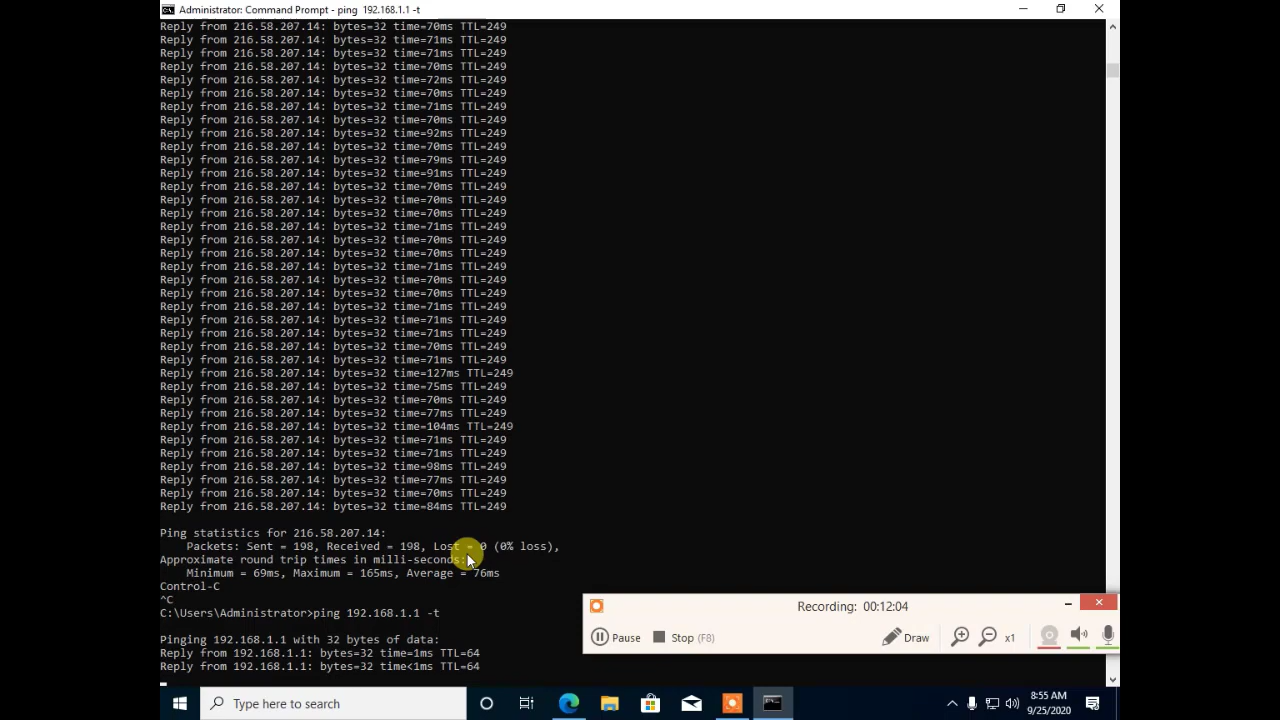 Administrator: Command Prompt - ping 192.168.1.1 -t
Reply from 216.58.207.14: bytes=32 time=70ms TTL=249
Reply from 216.58.207.14: bytes=32 time=71ms TTL=249
Reply from 216.58.207.14: bytes=32 time=71ms TTL=249
Reply from 216.58.207.14: bytes=32 time=70ms TTL=249
Reply from 216.58.207.14: bytes=32 time=72ms TTL=249
Reply from 216.58.207.14: bytes=32 time=70ms TTL=249
Reply from 216.58.207.14: bytes=32 time=71ms TTL=249
Reply from 216.58.207.14: bytes=32 time=70ms TTL=249
Reply from 216.58.207.14: bytes=32 time=92ms TTL=249
Reply from 216.58.207.14: bytes=32 time=70ms TTL=249
Reply from 216.58.207.14: bytes=32 time=79ms TTL=249
Reply from 216.58.207.14: bytes=32 time=91ms TTL=249
Reply from 216.58.207.14: bytes=32 time=70ms TTL=249
Reply from 216.58.207.14: bytes=32 time=70ms TTL=249
Reply from 216.58.207.14: bytes=32 time=70ms TTL=249
Reply from 216.58.207.14: bytes=32 time=71ms TTL=249
Reply from 216.58.207.14: bytes=32 time=70ms TTL=249
Reply from 216.58.207.14: bytes=32 time=70ms TTL=249
Reply from 216.58.207.14: bytes=32 time=71ms TTL=249
Reply from 216.58.207.14: bytes=32 time=70ms TTL=249
Reply from 216.58.207.14: bytes=32 time=70ms TTL=249
Reply from 216.58.207.14: bytes=32 time=71ms TTL=249
Reply from 216.58.207.14: bytes=32 time=71ms TTL=249
Reply from 216.58.207.14: bytes=32 time=71ms TTL=249
Reply from 216.58.207.14: bytes=32 time=70ms TTL=249
Reply from 216.58.207.14: bytes=32 time=71ms TTL=249
Reply from 216.58.207.14: bytes=32 time=127ms TTL=249
Reply from 216.58.207.14: bytes=32 time=75ms TTL=249
Reply from 216.58.207.14: bytes=32 time=70ms TTL=249
Reply from 216.58.207.14: bytes=32 time=77ms TTL=249
Reply from 216.58.207.14: bytes=32 time=104ms TTL=249
Reply from 216.58.207.14: bytes=32 time=71ms TTL=249
Reply from 216.58.207.14: bytes=32 time=71ms TTL=249
Reply from 216.58.207.14: bytes=32 time=98ms TTL=249
Reply from 216.58.207.14: bytes=32 time=77ms TTL=249
Reply from 216.58.207.14: bytes=32 time=70ms TTL=249
Reply from 216.58.207.14: bytes=32 time=84ms TTL=249
Ping statistics for 216.58.207.14:
Packets: Sent = 198, Received = 198, Lost = 0 (0% loss),
Approximate round trip times in milli-seconds:
Minimum = 69ms, Maximum = 165ms, Average = 76ms
Control-C
^C
C:\Users\Administrator>ping 192.168.1.1 -t
Pinging 192.168.1.1 with 32 bytes of data:
Reply from 192.168.1.1: bytes=32 time=1ms TTL=64
Reply from 192.168.1.1: bytes=32 time<1ms TTL=64
Recording: 00:12:04
Pause Stop (F8) Draw x1
Type here to search
8:55 AM
9/25/2020